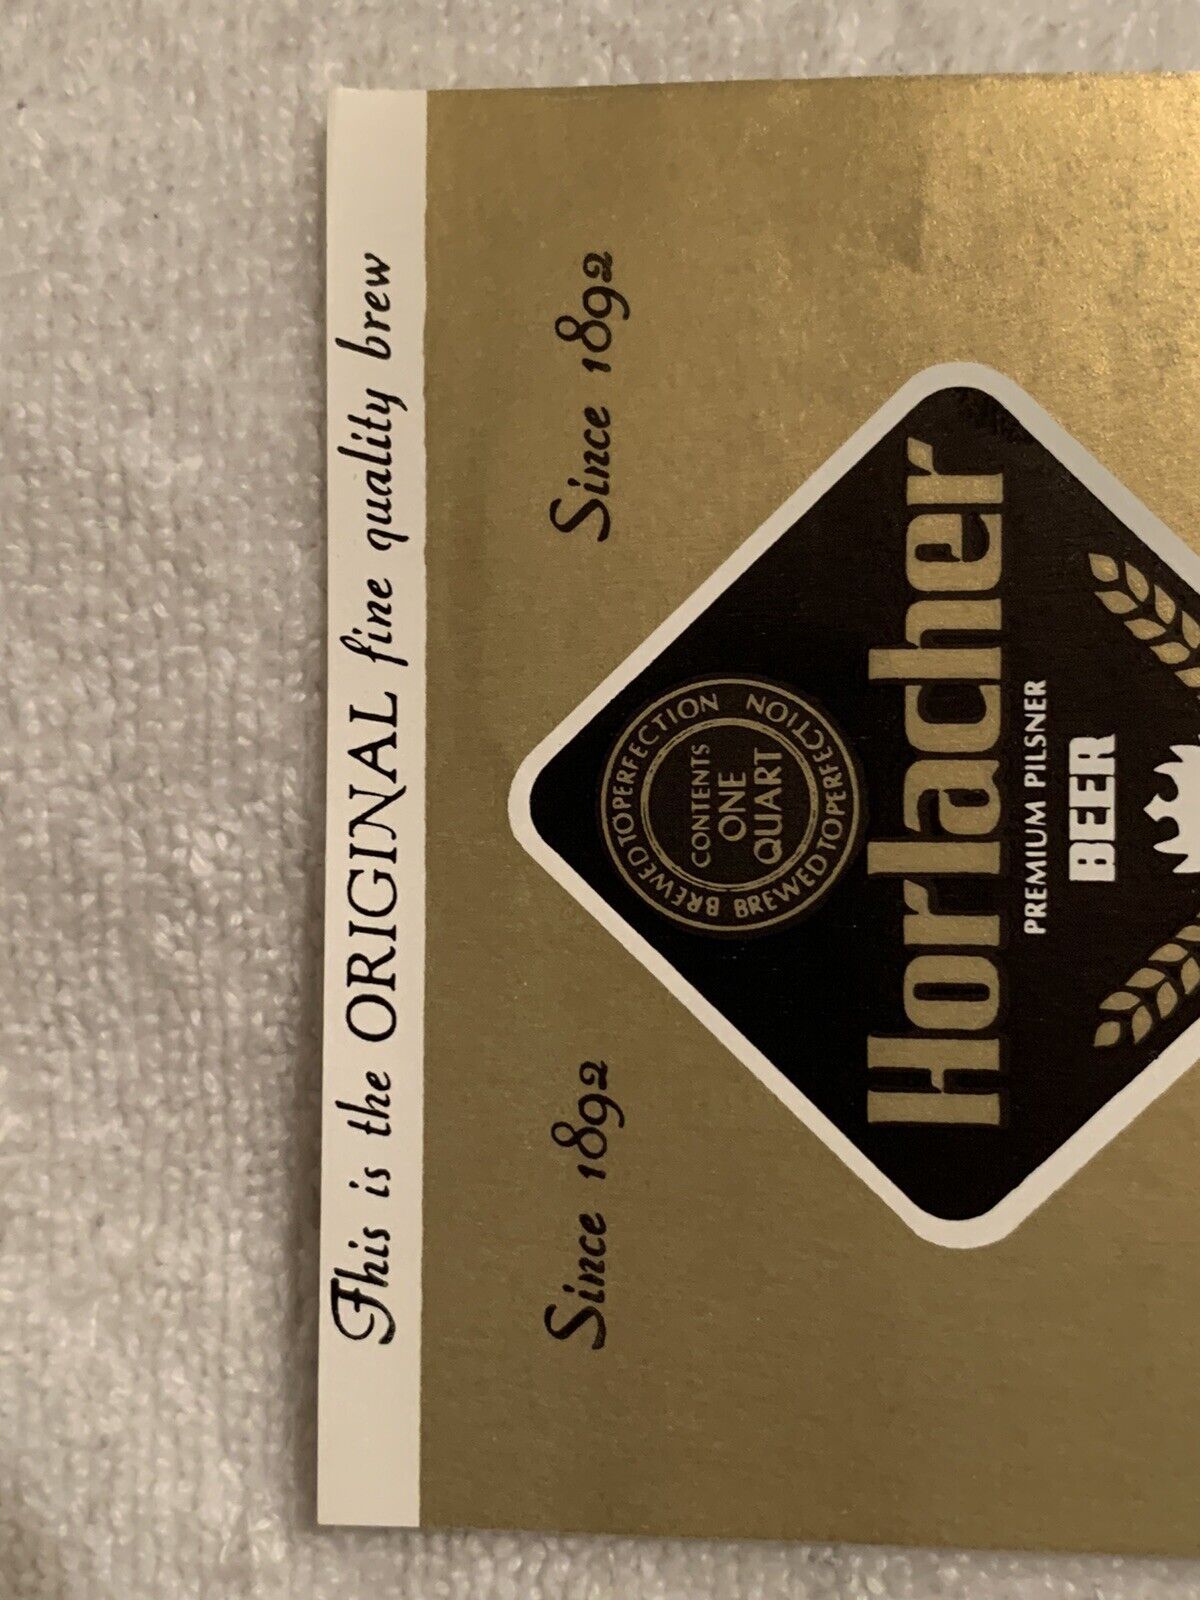 This is the ORIGINAL fine quality brew
Since 1892 Since 1892
BREWED TO PERFECTION BREWED TO PERFECTION
CONTENTS
ONE
QUART
Horlacher
PREMIUM PILSNER
BEER